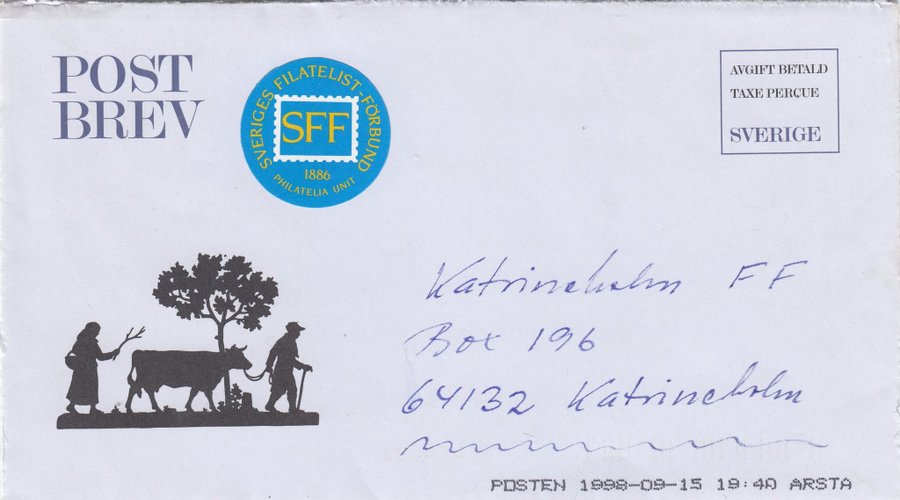 POST
BREV
SVERIGES FILATELIST-FÖRBUND
SFF
1886
PHILATELIA UNIT
AVGIFT BETALD
TAXE PERÇUE
SVERIGE
Katrineholm FF
Box 196
64132 Katrineholm
POSTEN 1998-09-15 19:40 ARSTA